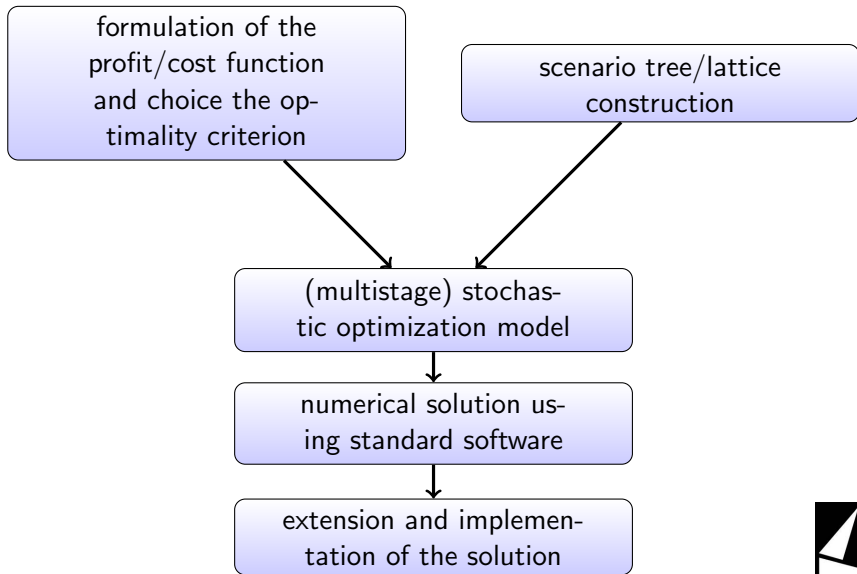 formulation of the
profit/cost function
and choice the op-
timality criterion
scenario tree/lattice
construction
(multistage) stochas-
tic optimization model
numerical solution us-
ing standard software
extension and implemen-
tation of the solution